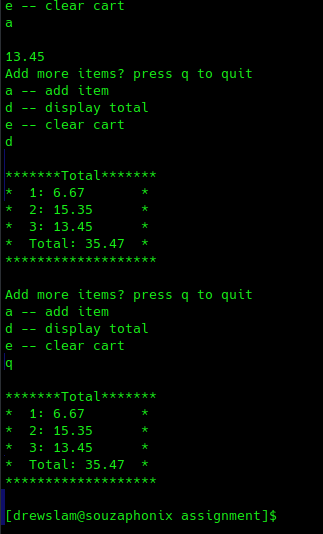 e -- clear cart
a
13.45
Add more items? press q to quit
a -- add item
d -- display total
e -- clear cart
d
*******Total*******
*  1: 6.67       *
*  2: 15.35      *
*  3: 13.45      *
*  Total: 35.47  *
*******************
Add more items? press q to quit
a -- add item
d -- display total
e -- clear cart
q
*******Total*******
*  1: 6.67       *
*  2: 15.35      *
*  3: 13.45      *
*  Total: 35.47  *
*******************
[drewslam@souzaphonix assignment]$